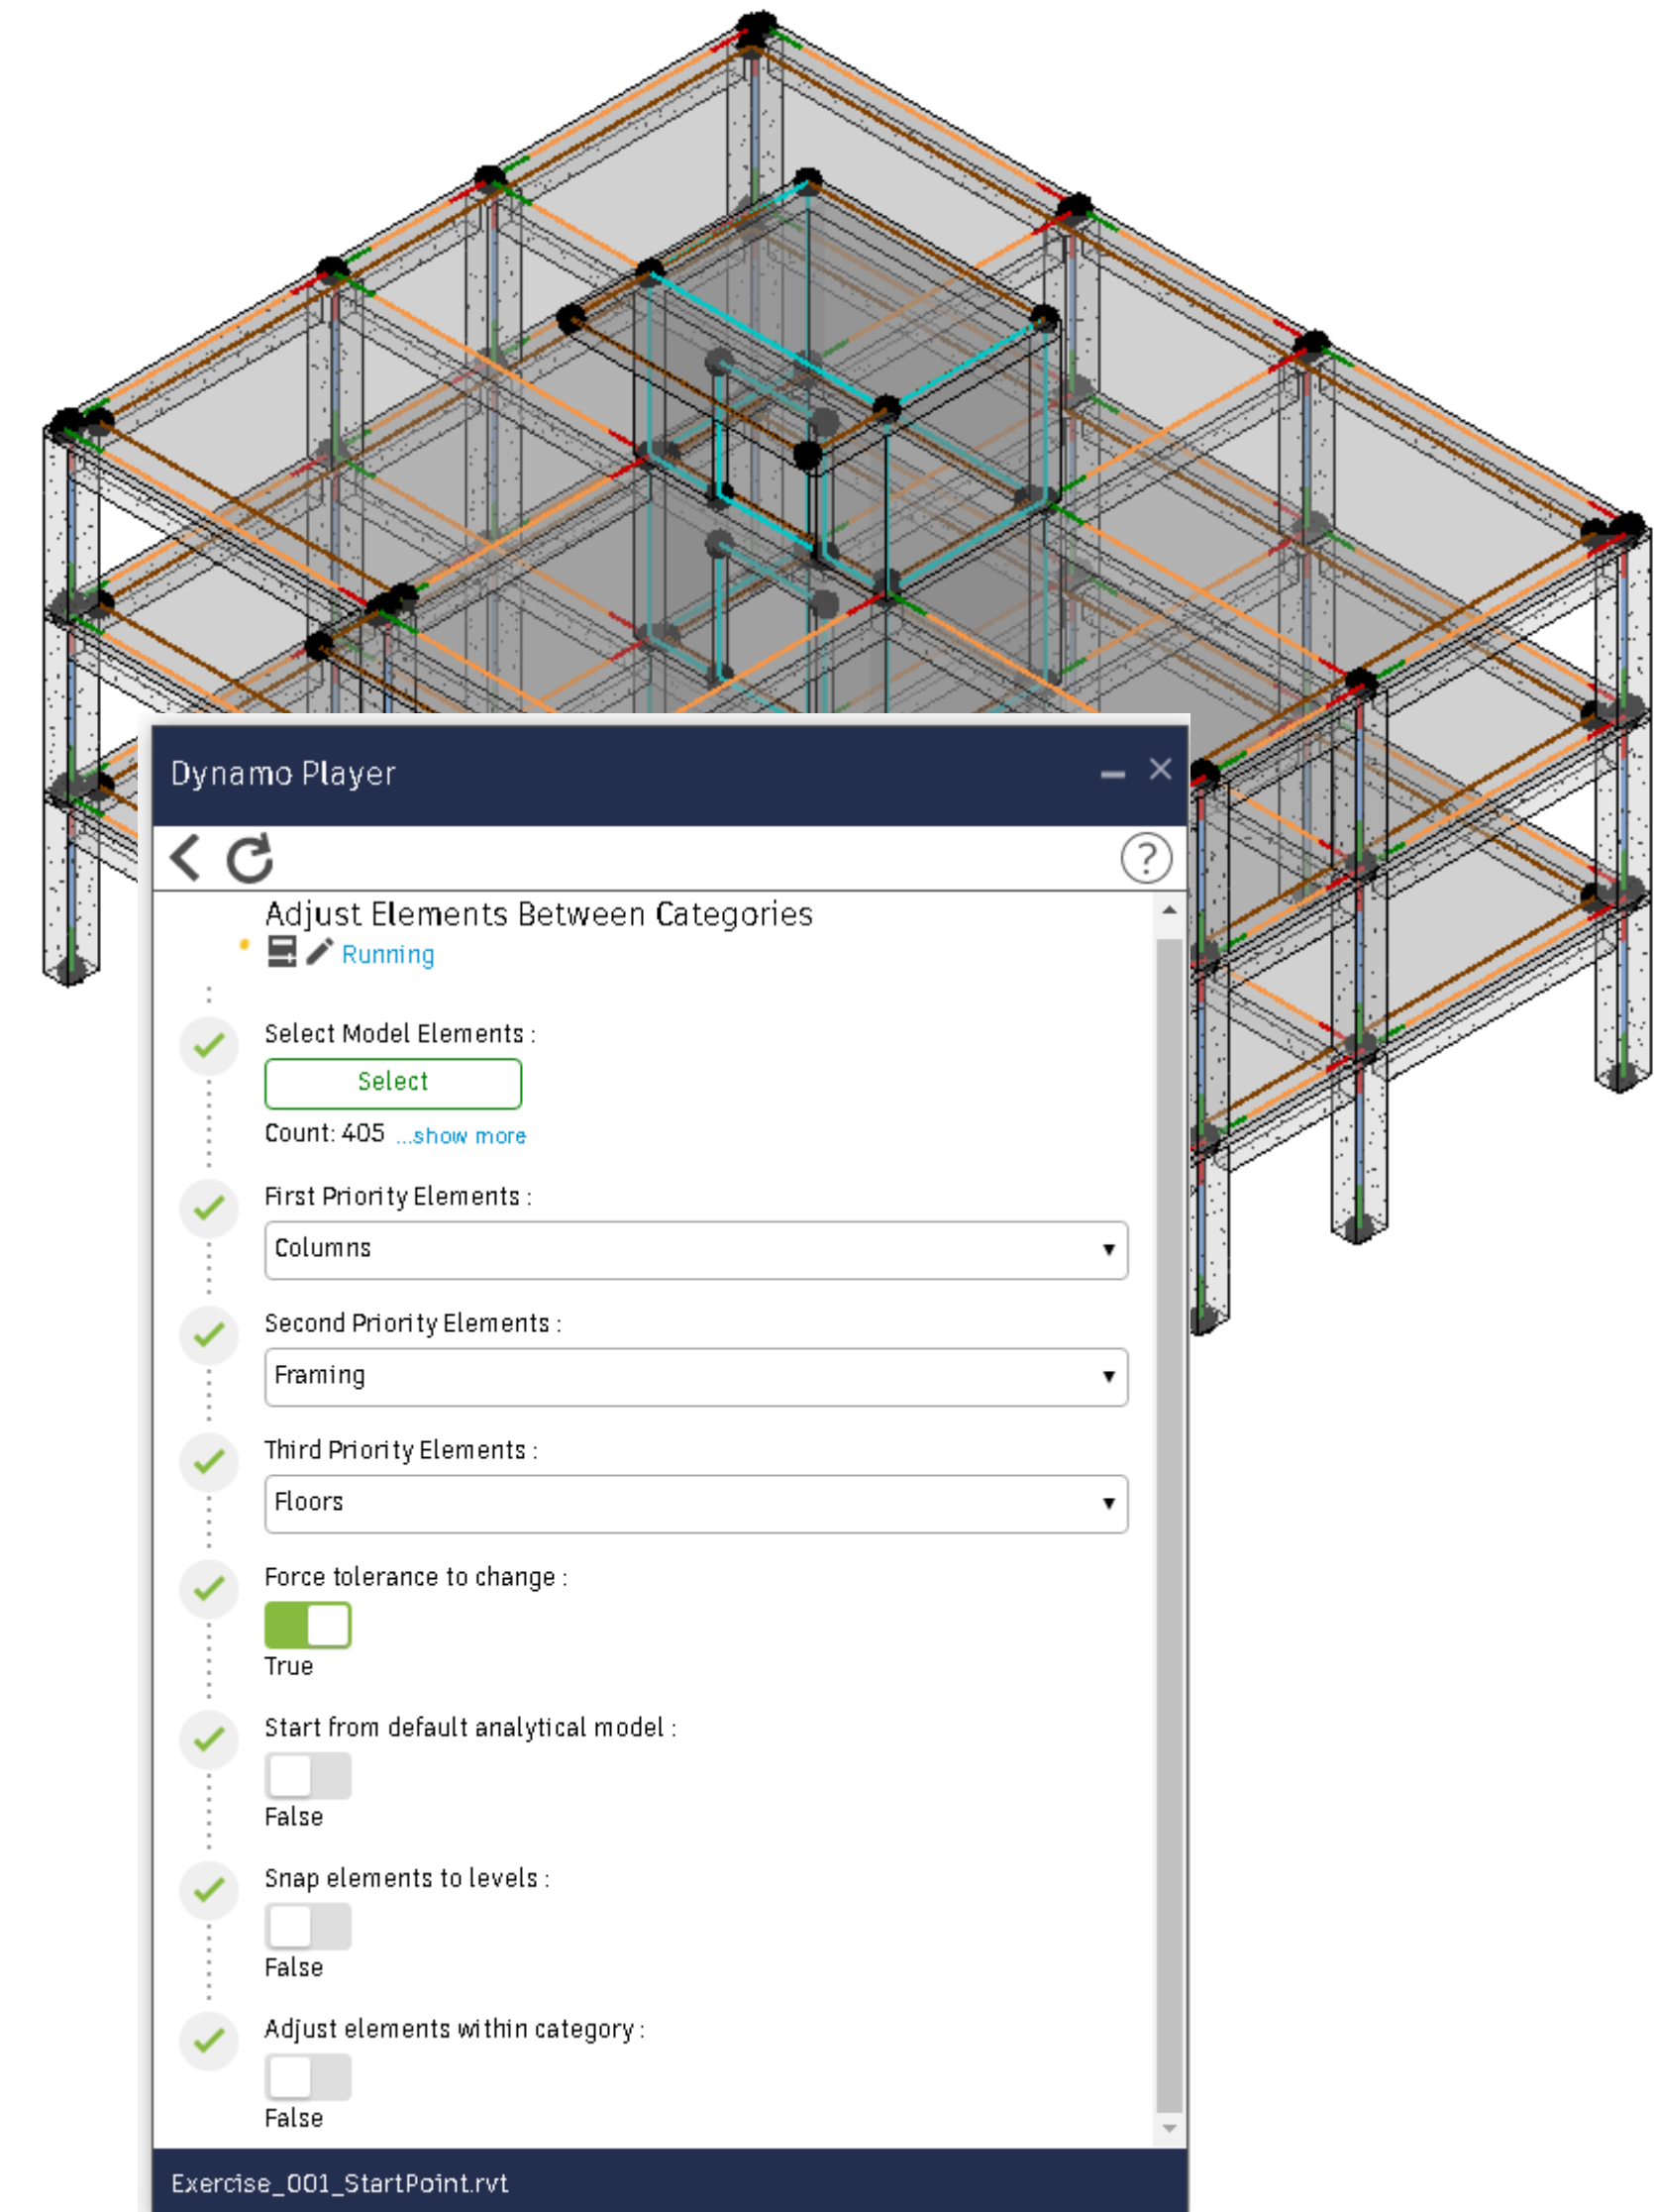 Dynamo Player
?
Adjust Elements Between Categories
Running
Select Model Elements :
Select
Count: 405 ...show more
First Priority Elements :
Columns
Second Priority Elements :
Framing
Third Priority Elements :
Floors
Force tolerance to change :
True
Start from default analytical model :
False
Snap elements to levels :
False
Adjust elements within category :
False
Exercise_001_StartPoint.rvt